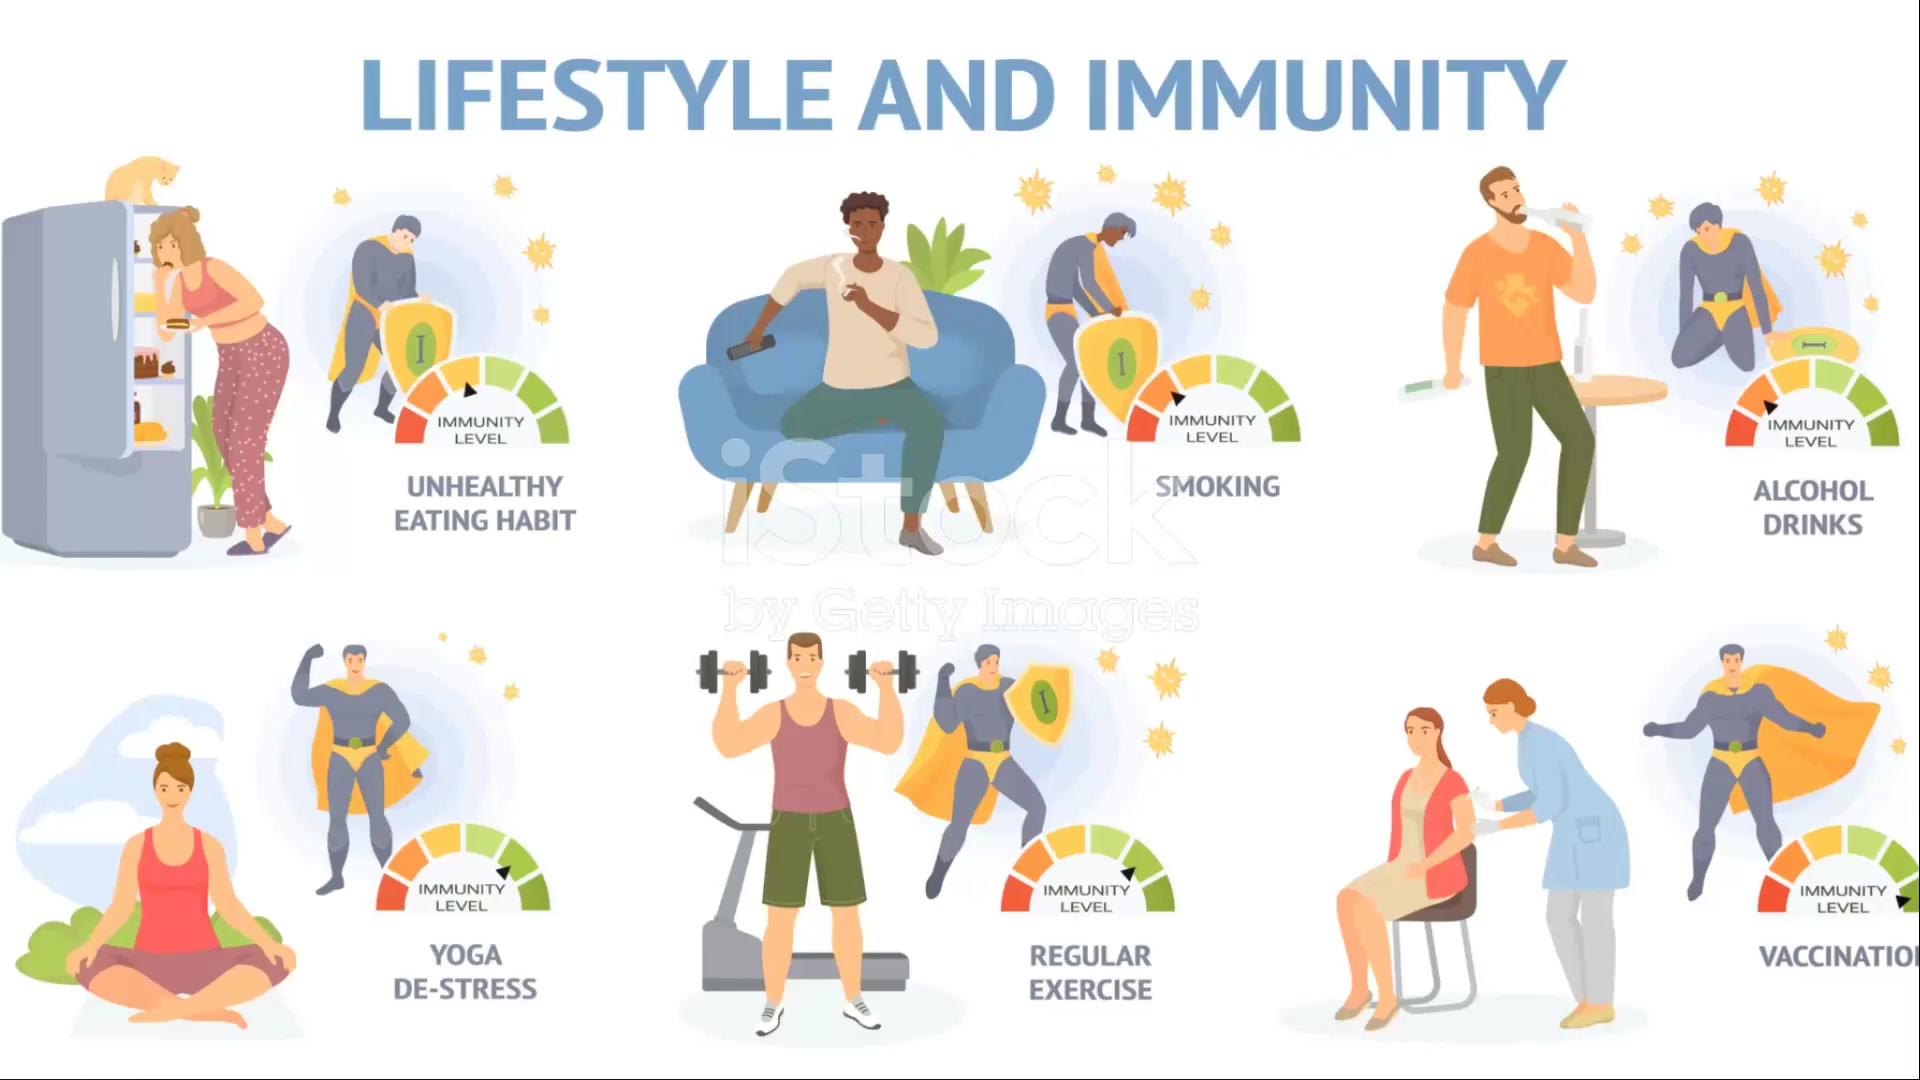 LIFESTYLE AND IMMUNITY
I
IMMUNITY
LEVEL
UNHEALTHY
EATING HABIT
I
IMMUNITY
LEVEL
SMOKING
I
IMMUNITY
LEVEL
ALCOHOL
DRINKS
iStock
by Getty Images
IMMUNITY
LEVEL
YOGA
DE-STRESS
I
IMMUNITY
LEVEL
REGULAR
EXERCISE
IMMUNITY
LEVEL
VACCINATIO